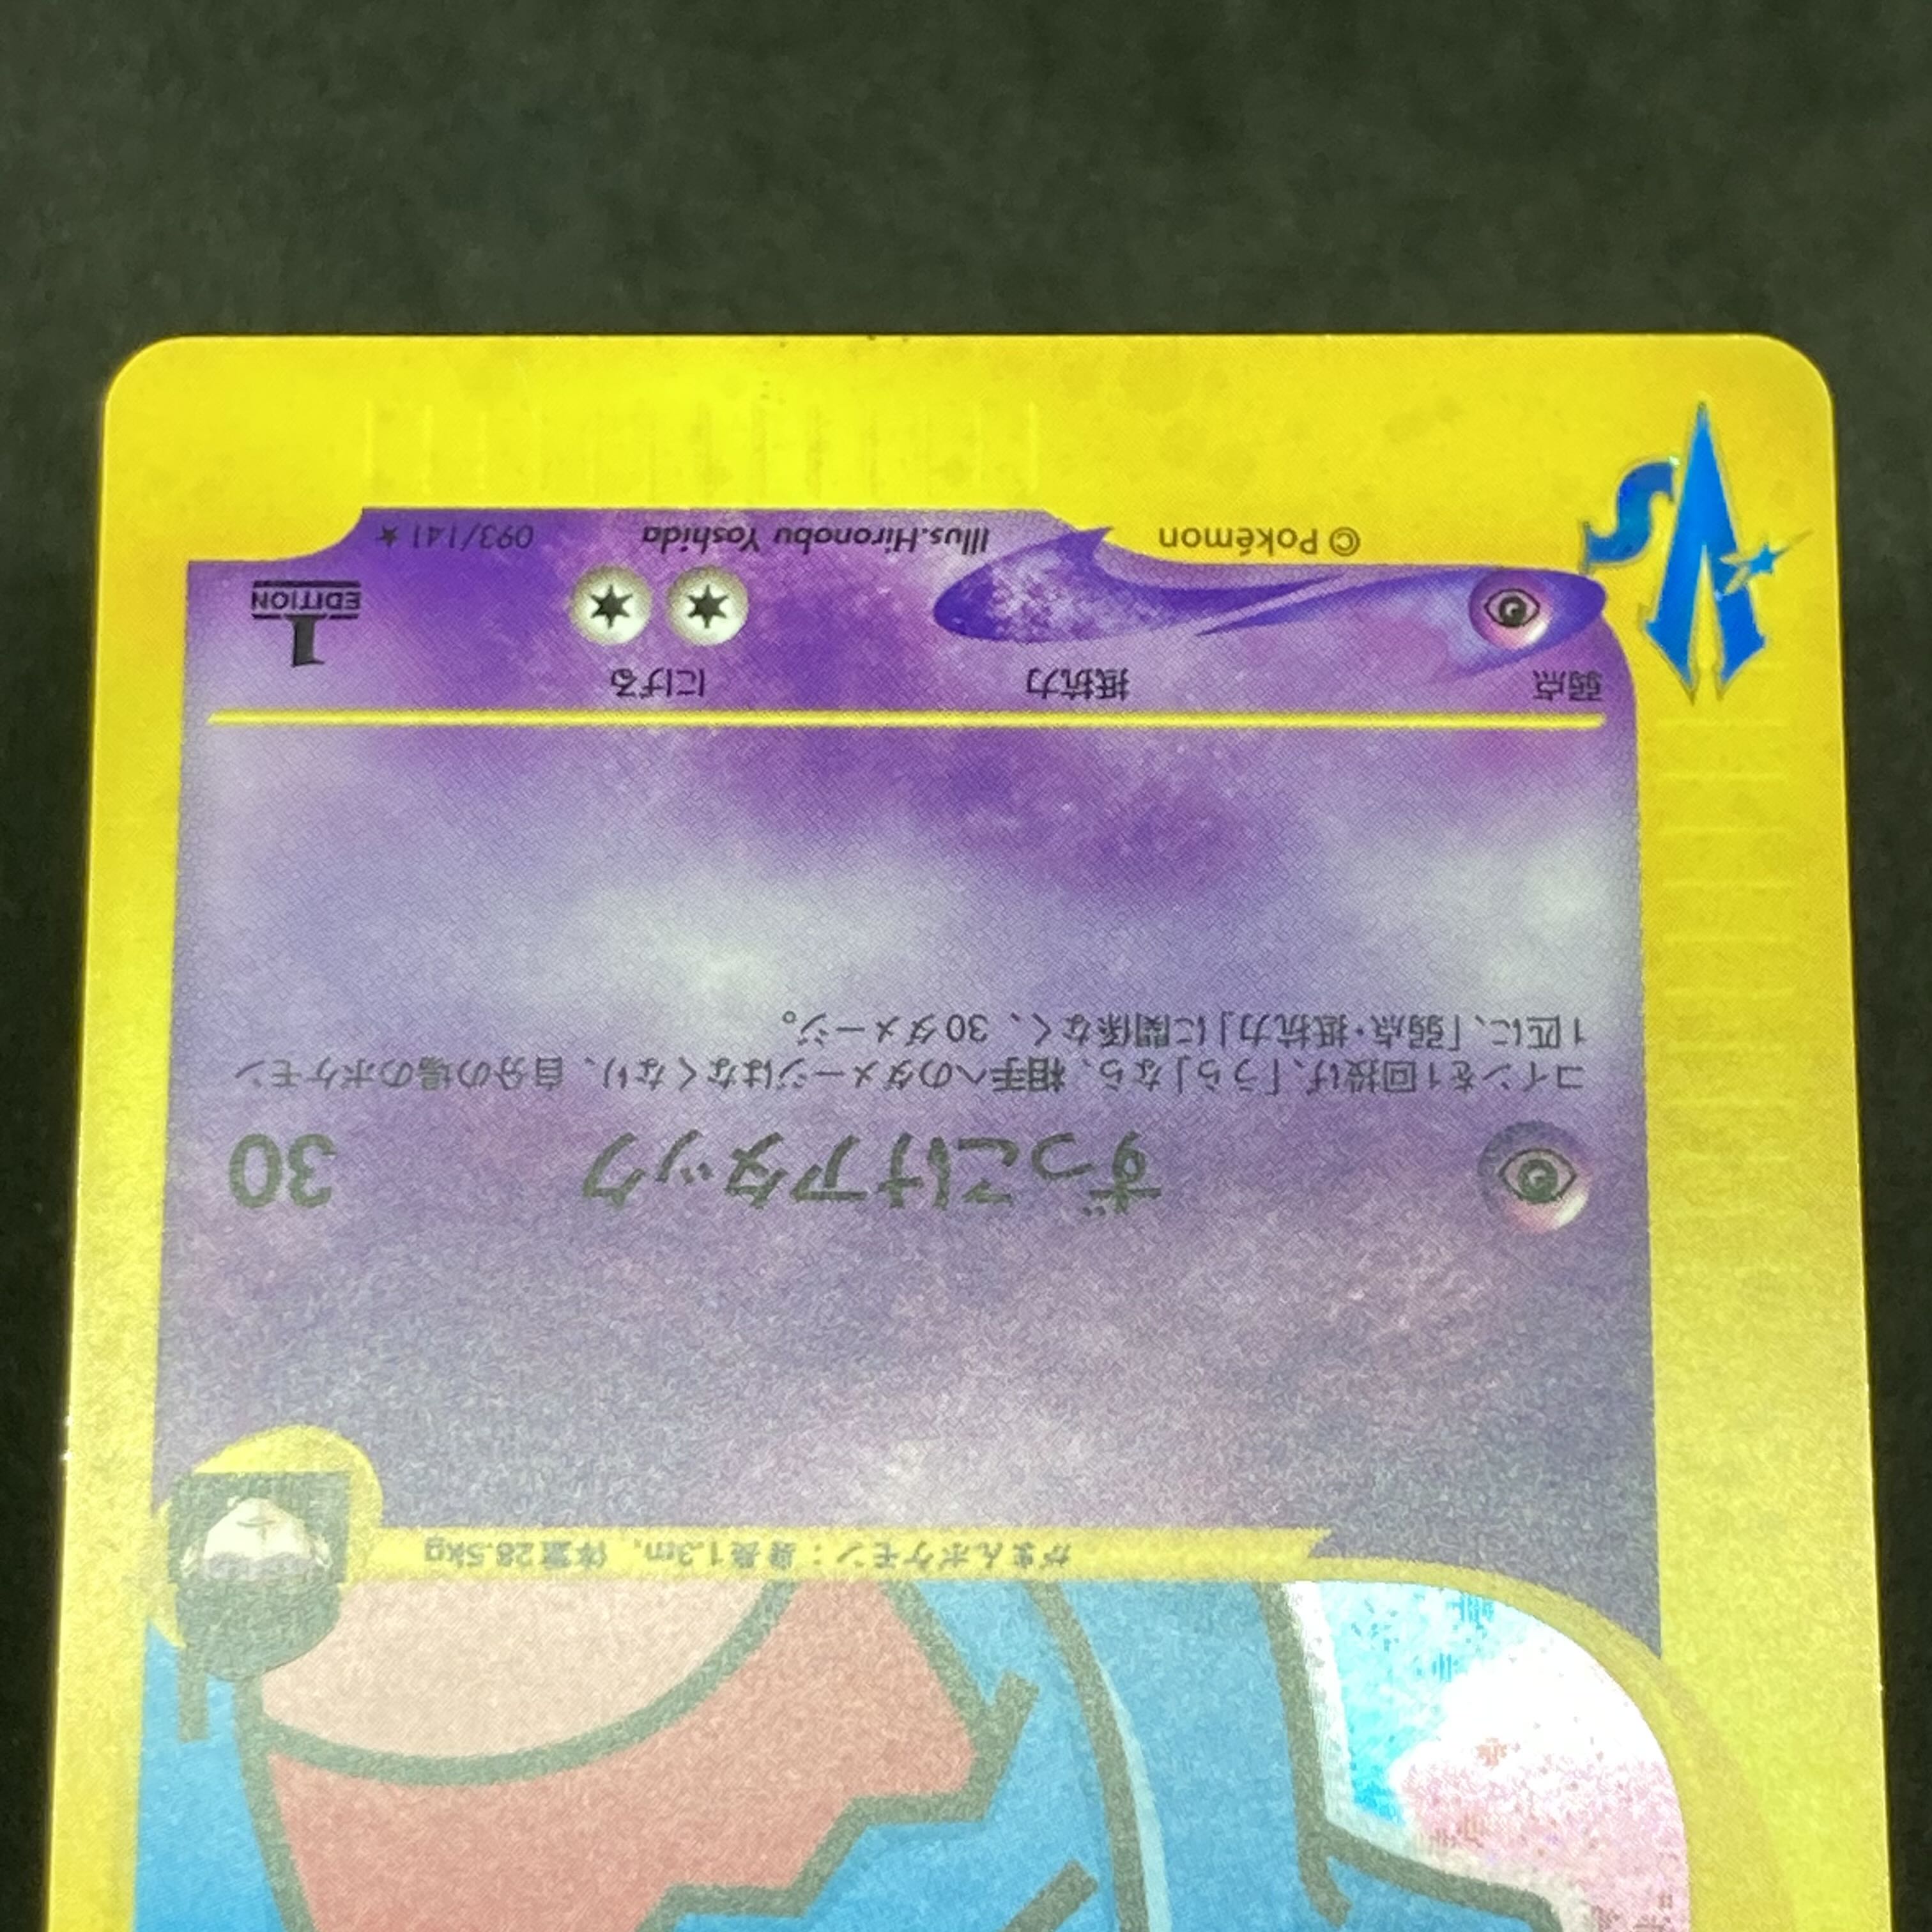 がまんポケモン：身長1.3m、体重28.5kg
ずっこけアタック 30
コインを1回投げ、「うら」なら、相手へのダメージはなくなり、自分の場のポケモン
1匹に、「弱点・抵抗力」に関係なく、30ダメージ。
弱点 抵抗力 にげる
1
EDITION
VS
© Pokémon Illus.Hironobu Yoshida 093/141 ★